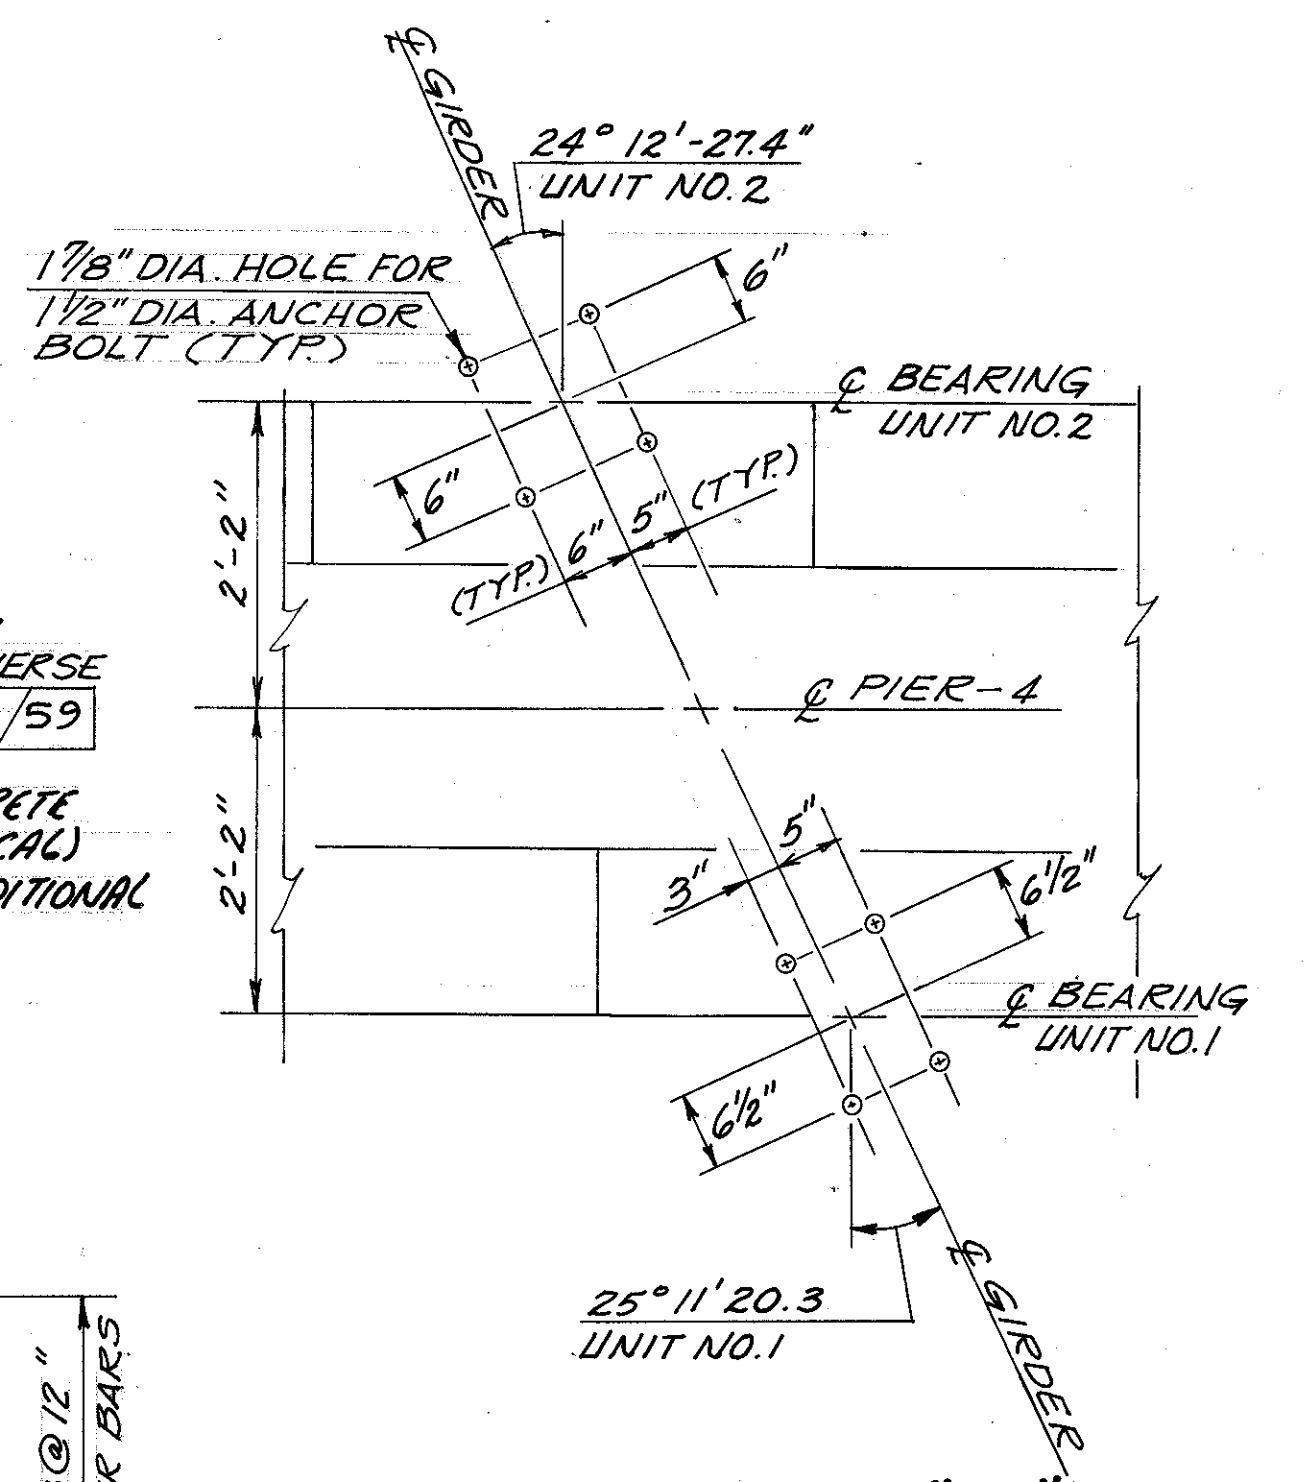 ℄ GIRDER
24° 12'-27.4"
UNIT NO.2
1 7/8" DIA. HOLE FOR
1 1/2" DIA. ANCHOR
BOLT (TYP.)
6"
℄ BEARING
UNIT NO.2
6"
(TYP.) 6" 5" (TYP.)
2'-2"
ERSE
/59
℄ PIER-4
2'-2"
DITIONAL
5"
3"
6 1/2"
℄ BEARING
UNIT NO.1
6 1/2"
25° 11' 20.3
UNIT NO.1
℄ GIRDER
@ 12"
R BARS